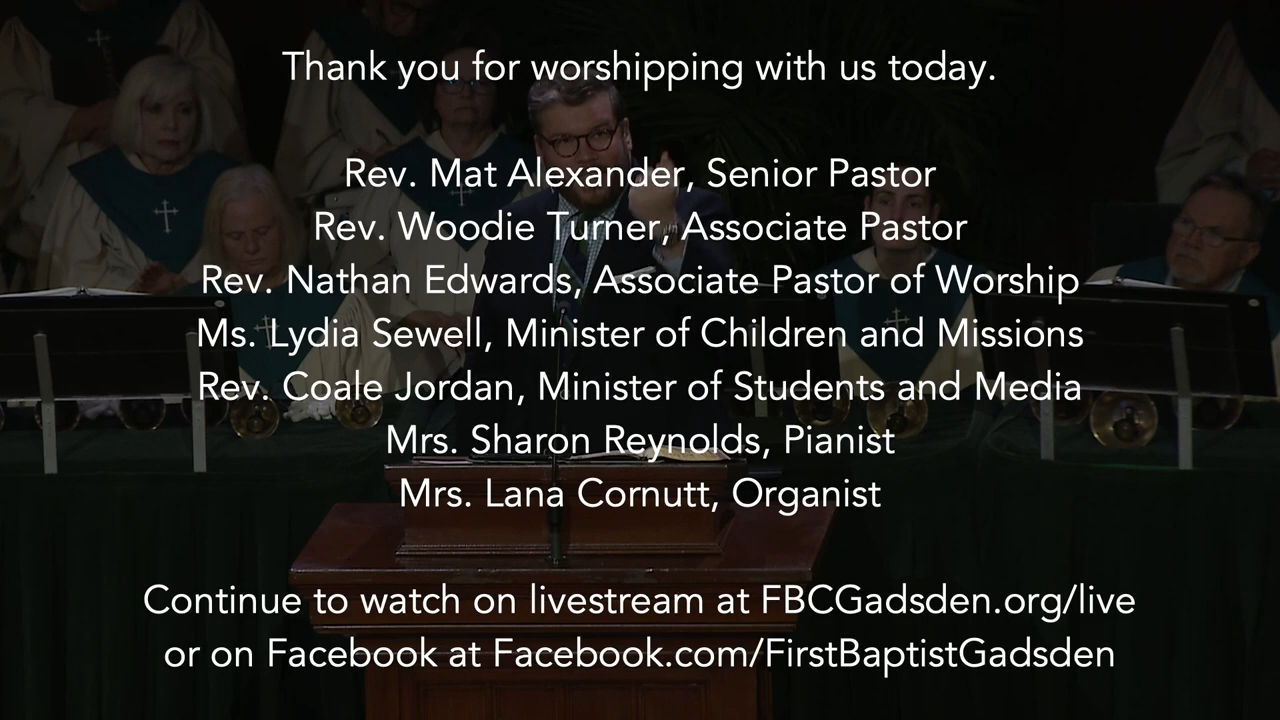 Thank you for worshipping with us today.
Rev. Mat Alexander, Senior Pastor
Rev. Woodie Turner, Associate Pastor
Rev. Nathan Edwards, Associate Pastor of Worship
Ms. Lydia Sewell, Minister of Children and Missions
Rev. Coale Jordan, Minister of Students and Media
Mrs. Sharon Reynolds, Pianist
Mrs. Lana Cornutt, Organist
Continue to watch on livestream at FBCGadsden.org/live
or on Facebook at Facebook.com/FirstBaptistGadsden